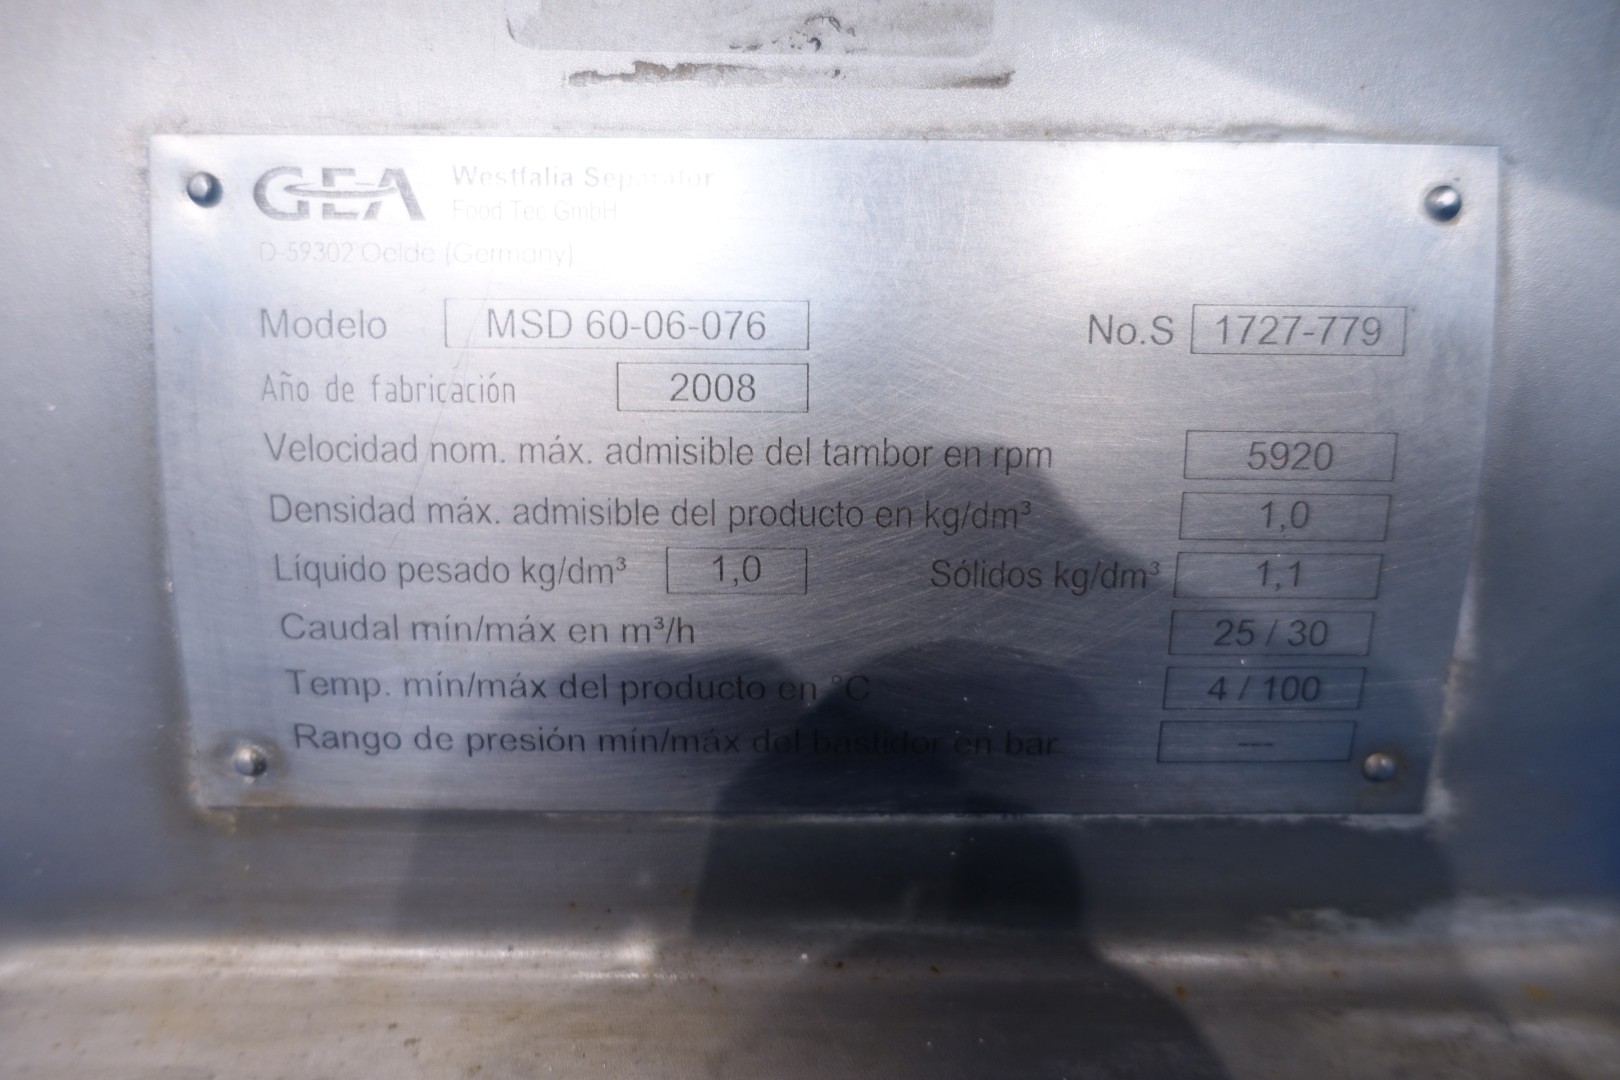 GEA Westfalia Separator
Food Tec GmbH
D-59302 Oelde (Germany)
Modelo MSD 60-06-076 No.S 1727-779
Año de fabricación 2008
Velocidad nom. máx. admisible del tambor en rpm 5920
Densidad máx. admisible del producto en kg/dm³ 1,0
Líquido pesado kg/dm³ 1,0 Sólidos kg/dm³ 1,1
Caudal mín/máx en m³/h 25 / 30
Temp. mín/máx del producto en °C 4 / 100
Rango de presión mín/máx del bastidor en bar ---